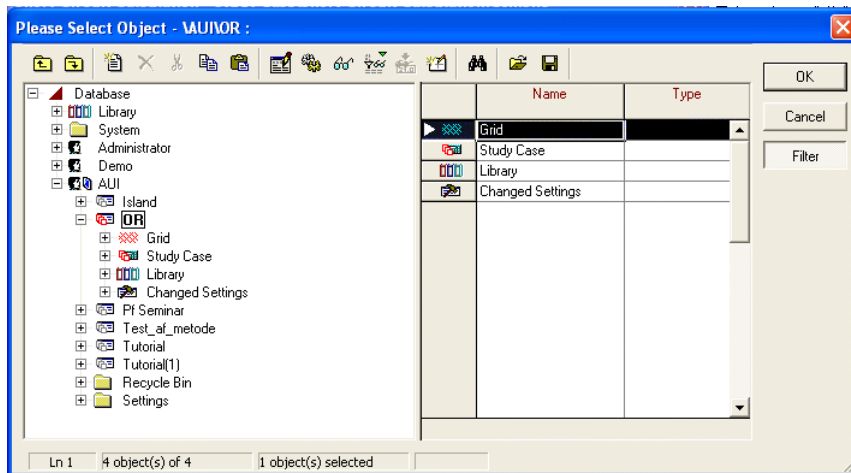 Please Select Object - \AUI\OR :
OK
Cancel
Filter
Database
Library
System
Administrator
Demo
AUI
Island
OR
Grid
Study Case
Library
Changed Settings
Pf Seminar
Test_af_metode
Tutorial
Tutorial(1)
Recycle Bin
Settings
Name Type
Grid
Study Case
Library
Changed Settings
Ln 1 4 object(s) of 4 1 object(s) selected